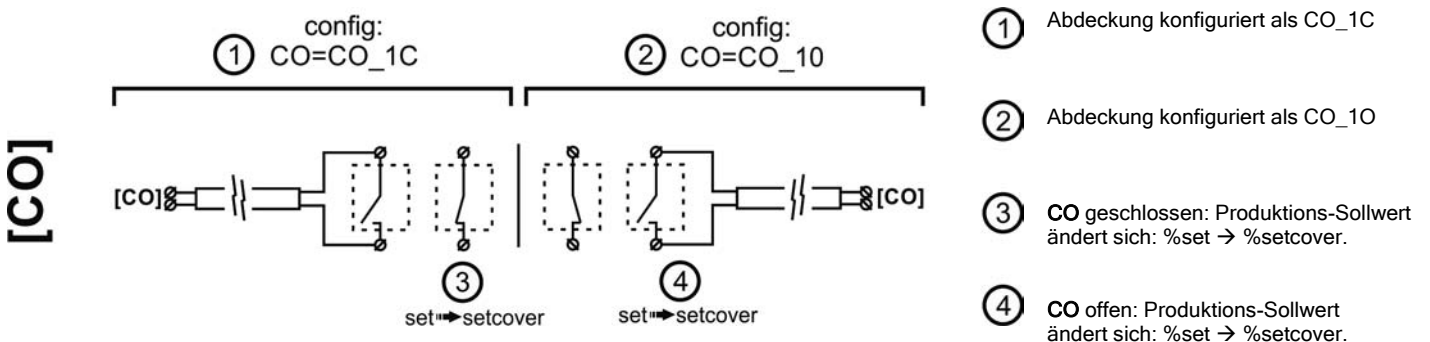 [CO]
config:
1 CO=CO_1C
config:
2 CO=CO_10
[CO]
[CO]
3
set➟setcover
4
set➟setcover
1 Abdeckung konfiguriert als CO_1C
2 Abdeckung konfiguriert als CO_1O
3 CO geschlossen: Produktions-Sollwert
ändert sich: %set → %setcover.
4 CO offen: Produktions-Sollwert
ändert sich: %set → %setcover.